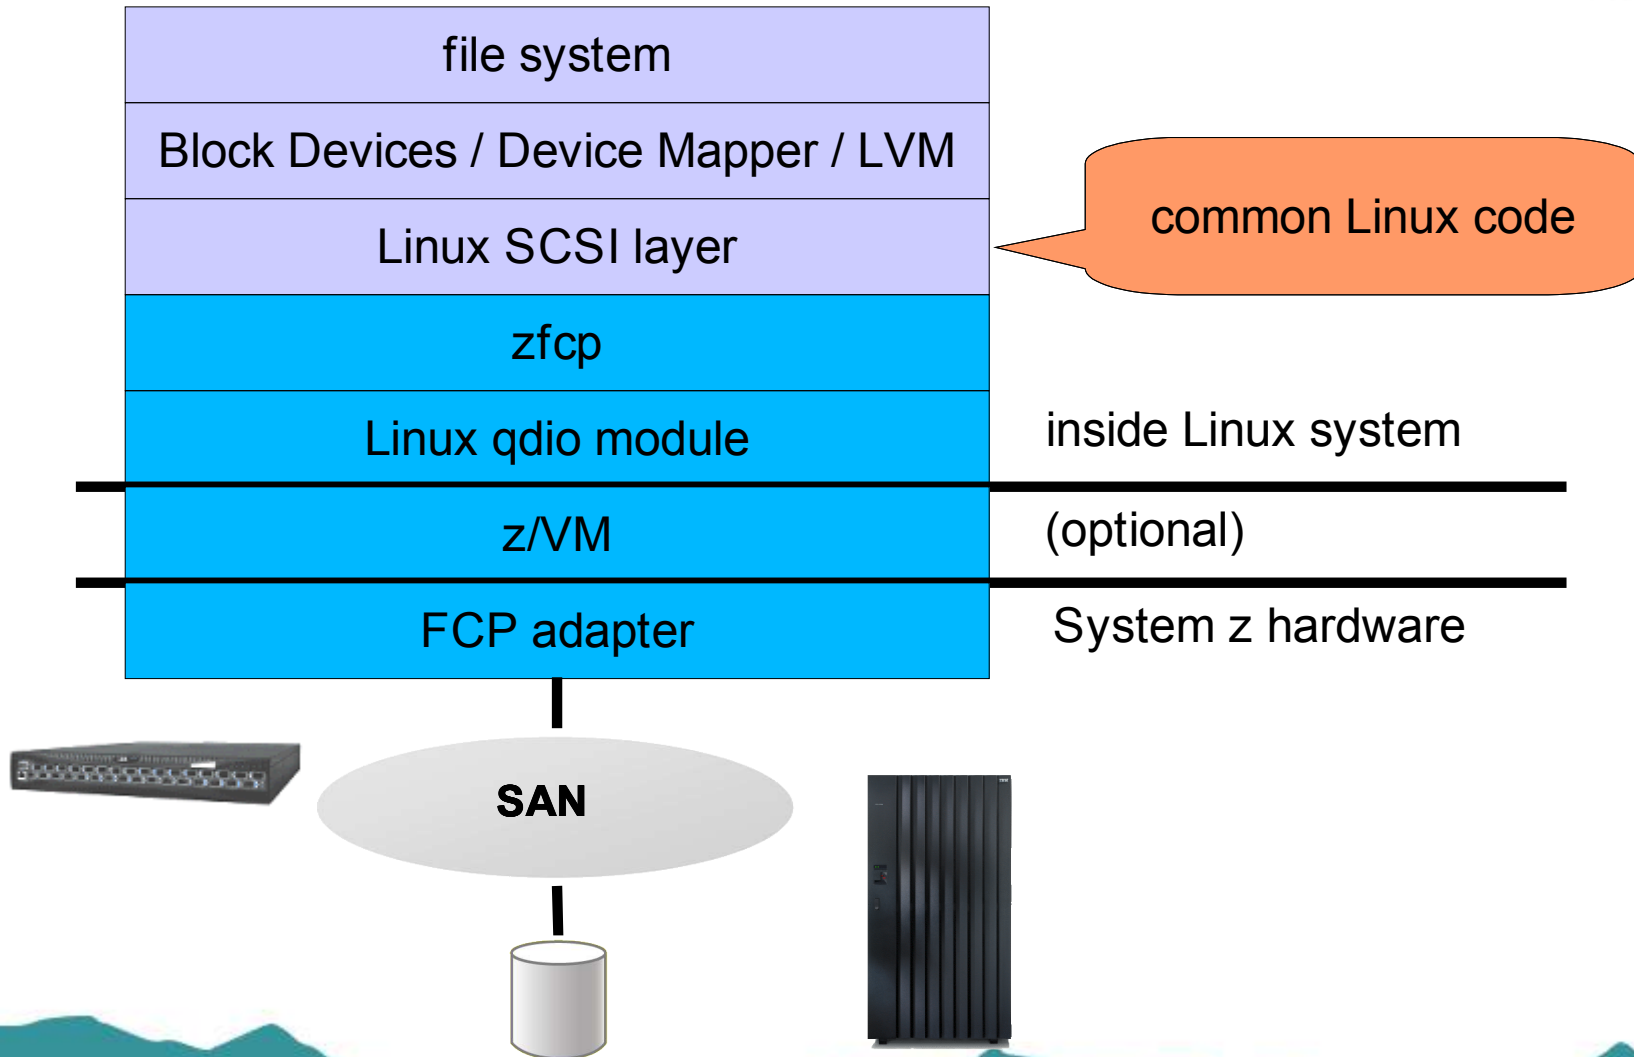 file system
Block Devices / Device Mapper / LVM
Linux SCSI layer
common Linux code
zfcp
Linux qdio module
inside Linux system
z/VM
(optional)
FCP adapter
System z hardware
SAN